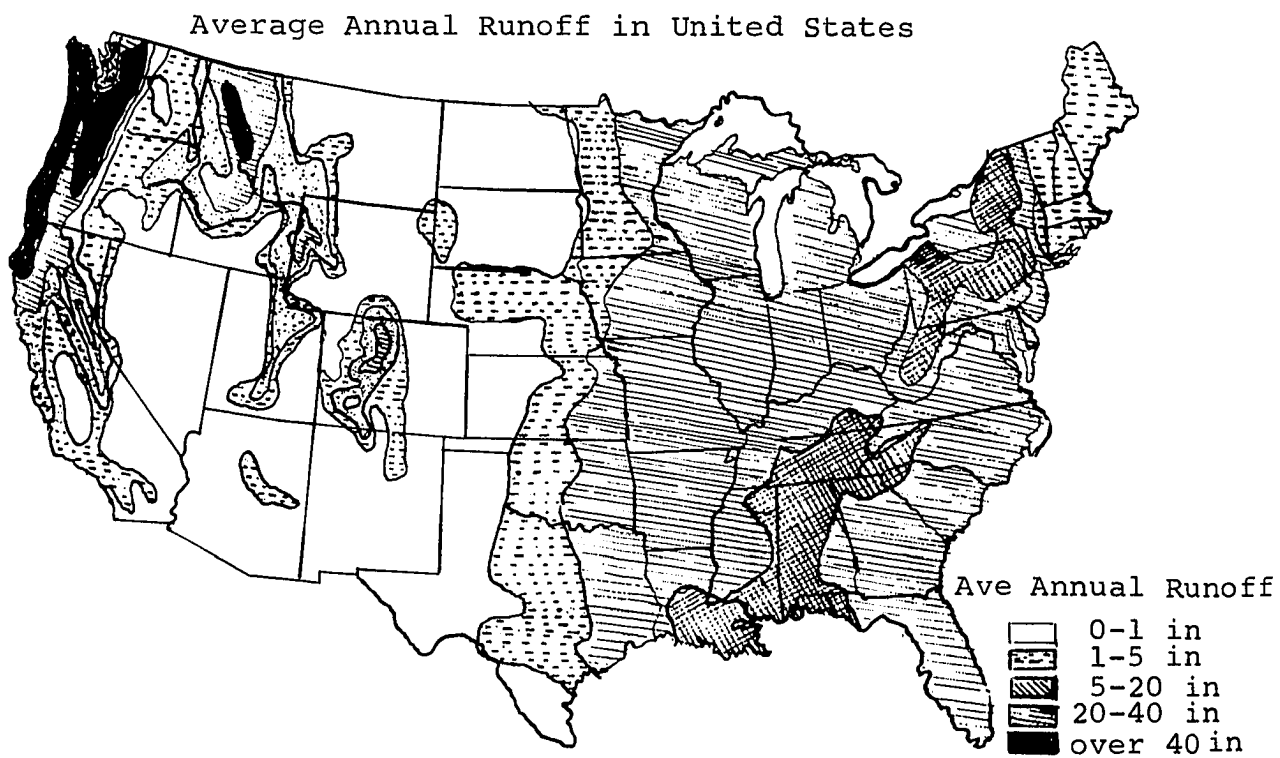 Average Annual Runoff in United States
Ave Annual Runoff
0-1 in
1-5 in
5-20 in
20-40 in
over 40 in